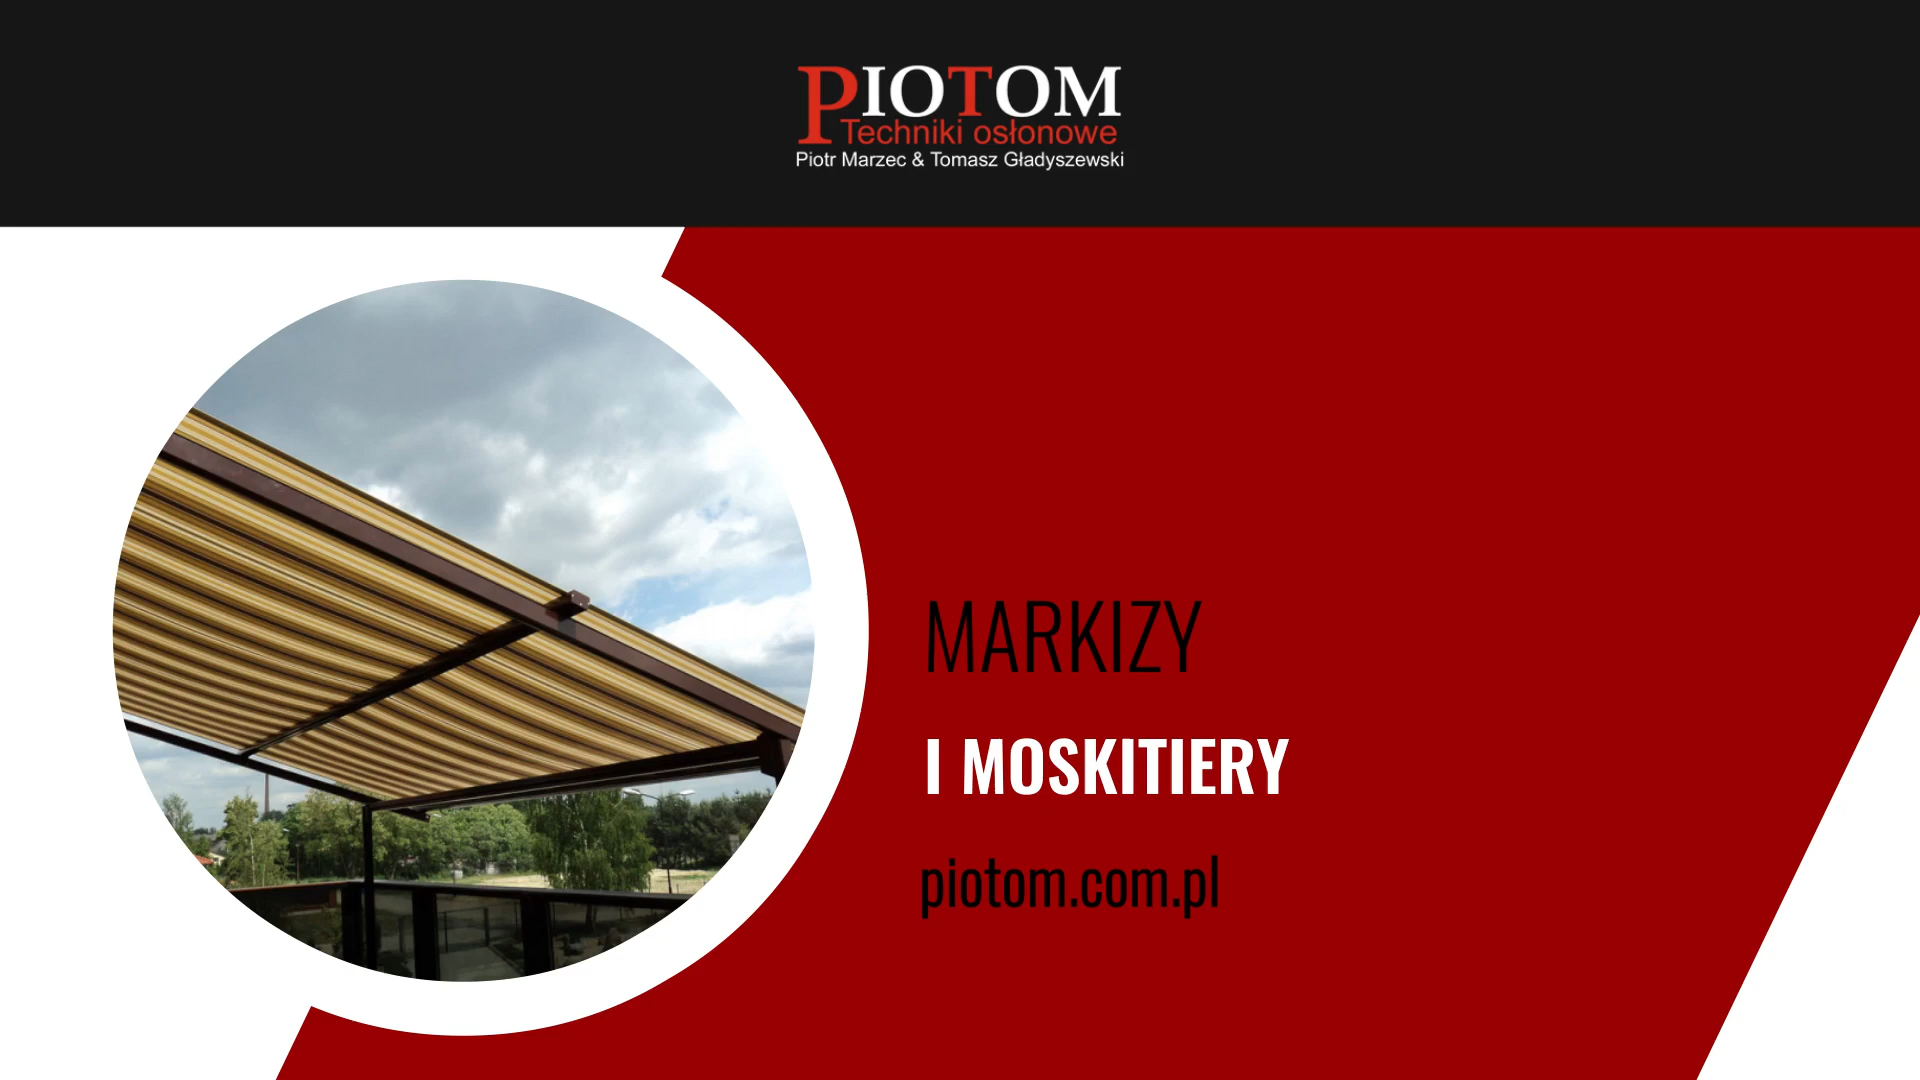 PIOTOM
Techniki osłonowe
Piotr Marzec & Tomasz Gładyszewski
MARKIZY
I MOSKITIERY
piotom.com.pl